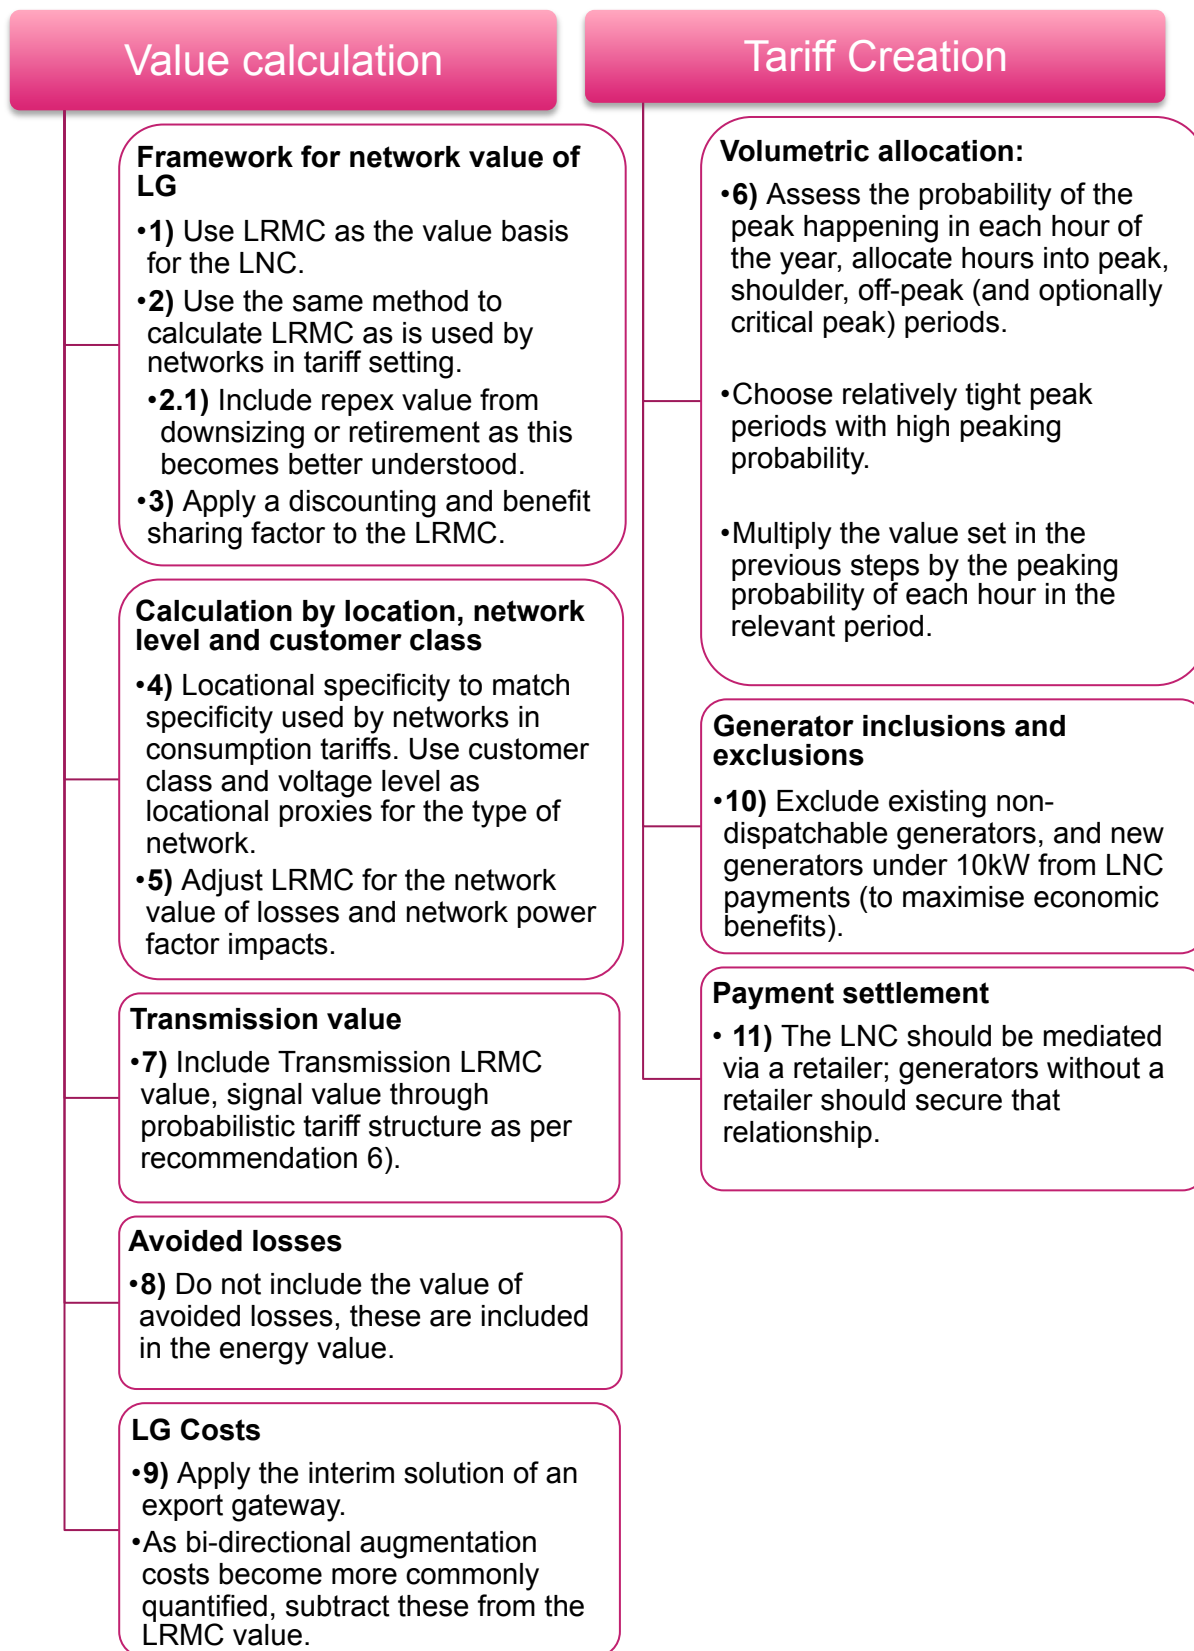 Value calculation
Framework for network value of
LG
•1) Use LRMC as the value basis
for the LNC.
•2) Use the same method to
calculate LRMC as is used by
networks in tariff setting.
•2.1) Include repex value from
downsizing or retirement as this
becomes better understood.
•3) Apply a discounting and benefit
sharing factor to the LRMC.
Calculation by location, network
level and customer class
•4) Locational specificity to match
specificity used by networks in
consumption tariffs. Use customer
class and voltage level as
locational proxies for the type of
network.
•5) Adjust LRMC for the network
value of losses and network power
factor impacts.
Transmission value
•7) Include Transmission LRMC
value, signal value through
probabilistic tariff structure as per
recommendation 6).
Avoided losses
•8) Do not include the value of
avoided losses, these are included
in the energy value.
LG Costs
•9) Apply the interim solution of an
export gateway.
•As bi-directional augmentation
costs become more commonly
quantified, subtract these from the
LRMC value.
Tariff Creation
Volumetric allocation:
•6) Assess the probability of the
peak happening in each hour of
the year, allocate hours into peak,
shoulder, off-peak (and optionally
critical peak) periods.
•Choose relatively tight peak
periods with high peaking
probability.
•Multiply the value set in the
previous steps by the peaking
probability of each hour in the
relevant period.
Generator inclusions and
exclusions
•10) Exclude existing non-
dispatchable generators, and new
generators under 10kW from LNC
payments (to maximise economic
benefits).
Payment settlement
• 11) The LNC should be mediated
via a retailer; generators without a
retailer should secure that
relationship.